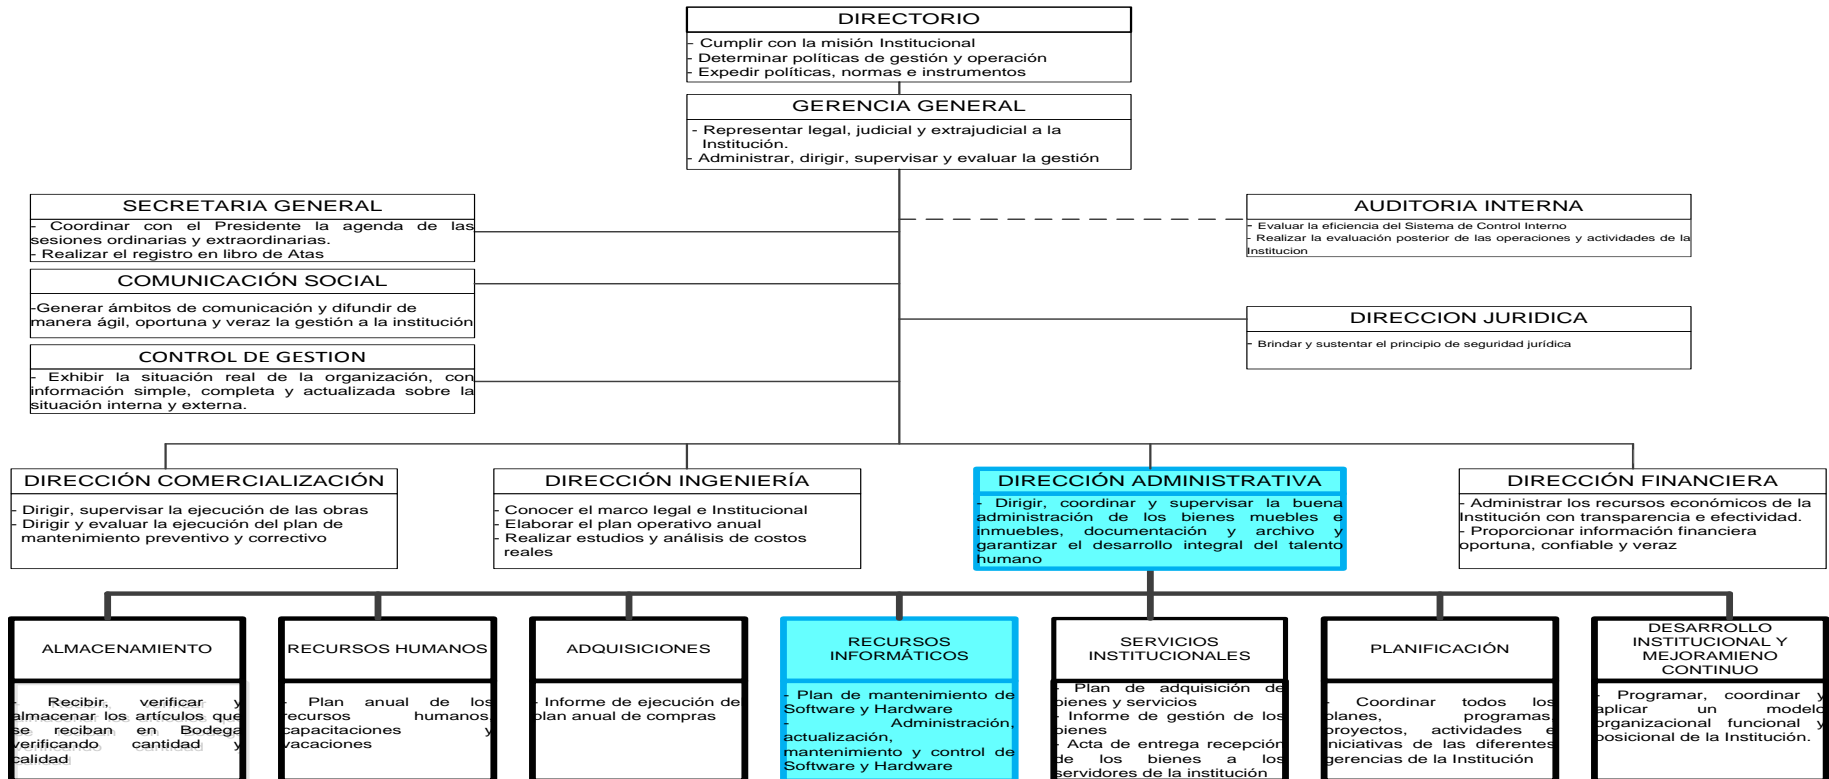 DIRECTORIO
- Cumplir con la misión Institucional
- Determinar políticas de gestión y operación
- Expedir políticas, normas e instrumentos
GERENCIA GENERAL
- Representar legal, judicial y extrajudicial a la
Institución.
- Administrar, dirigir, supervisar y evaluar la gestión
SECRETARIA GENERAL
- Coordinar con el Presidente la agenda de las
sesiones ordinarias y extraordinarias.
- Realizar el registro en libro de Atas
AUDITORIA INTERNA
- Evaluar la eficiencia del Sistema de Control Interno
- Realizar la evaluación posterior de las operaciones y actividades de la
Institucion
COMUNICACIÓN SOCIAL
-Generar ámbitos de comunicación y difundir de
manera ágil, oportuna y veraz la gestión a la institución
DIRECCION JURIDICA
- Brindar y sustentar el principio de seguridad jurídica
CONTROL DE GESTION
- Exhibir la situación real de la organización, con
información simple, completa y actualizada sobre la
situación interna y externa.
DIRECCIÓN COMERCIALIZACIÓN
- Dirigir, supervisar la ejecución de las obras
- Dirigir y evaluar la ejecución del plan de
mantenimiento preventivo y correctivo
DIRECCIÓN INGENIERÍA
- Conocer el marco legal e Institucional
- Elaborar el plan operativo anual
- Realizar estudios y análisis de costos
reales
DIRECCIÓN ADMINISTRATIVA
- Dirigir, coordinar y supervisar la buena
administración de los bienes muebles e
inmuebles, documentación y archivo y
garantizar el desarrollo integral del talento
humano
DIRECCIÓN FINANCIERA
- Administrar los recursos económicos de la
Institución con transparencia e efectividad.
- Proporcionar información financiera
oportuna, confiable y veraz
ALMACENAMIENTO
- Recibir, verificar y
almacenar los artículos que
se reciban en Bodega
verificando cantidad y
calidad
RECURSOS HUMANOS
- Plan anual de los
recursos humanos,
capacitaciones y
vacaciones
ADQUISICIONES
- Informe de ejecución de
plan anual de compras
RECURSOS
INFORMÁTICOS
- Plan de mantenimiento de
Software y Hardware
- Administración,
actualización,
mantenimiento y control de
Software y Hardware
SERVICIOS
INSTITUCIONALES
- Plan de adquisición de
bienes y servicios
- Informe de gestión de los
bienes
- Acta de entrega recepción
de los bienes a los
servidores de la institución
PLANIFICACIÓN
- Coordinar todos los
planes, programas,
proyectos, actividades e
iniciativas de las diferentes
gerencias de la Institución
DESARROLLO
INSTITUCIONAL Y
MEJORAMIENO
CONTINUO
- Programar, coordinar y
aplicar un modelo
organizacional funcional y
posicional de la Institución.